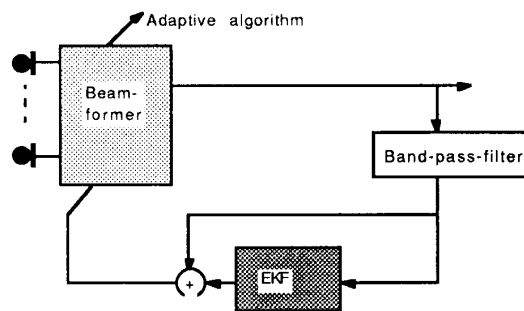 Adaptive algorithm
Beam-
former
Band-pass-filter
EKF
+